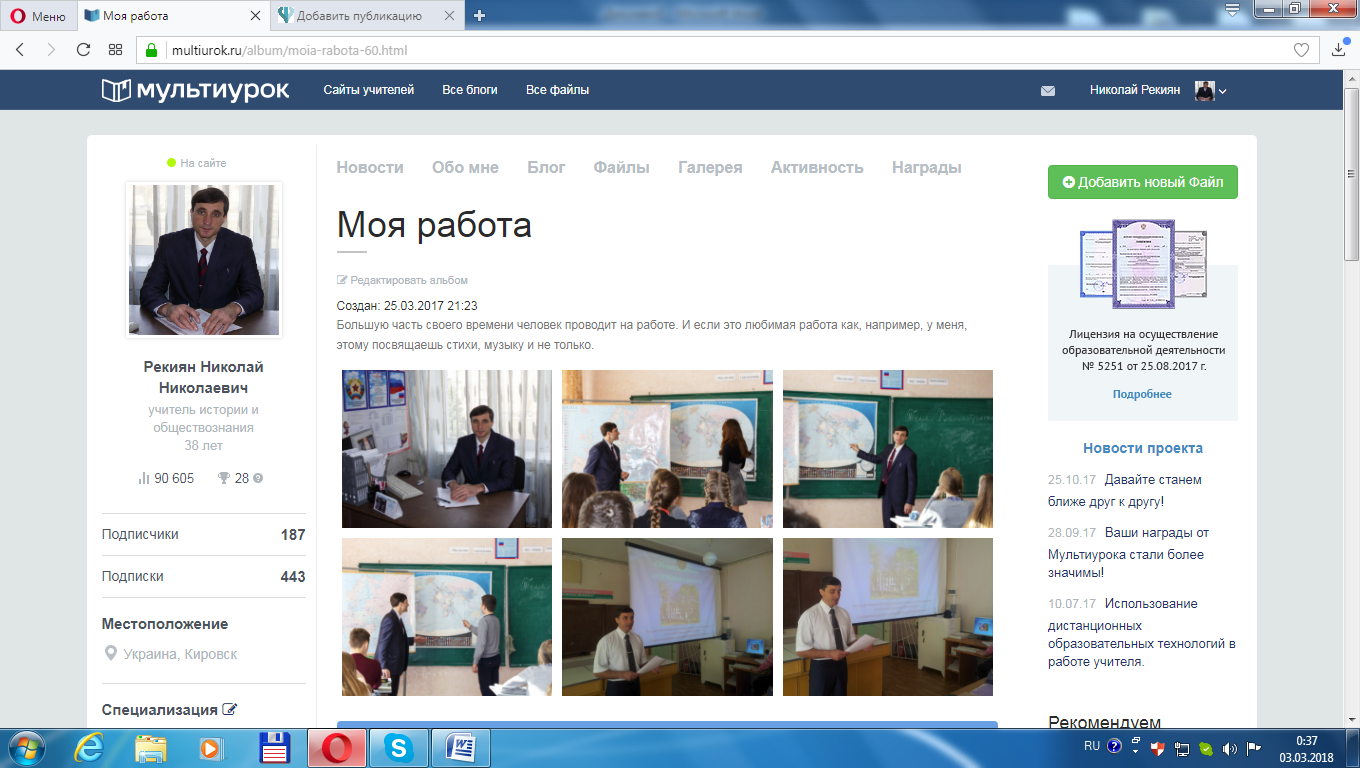 Меню
Моя работа
Добавить публикацию
multiurok.ru/album/moia-rabota-60.html
мультиурок
Сайты учителей
Все блоги
Все файлы
Николай Рекиян
На сайте
Рекиян Николай
Николаевич
учитель истории и
обществознания
38 лет
90 605
28
Подписчики 187
Подписки 443
Местоположение
Украина, Кировск
Специализация
Новости
Обо мне
Блог
Файлы
Галерея
Активность
Награды
Моя работа
Редактировать альбом
Создан: 25.03.2017 21:23
Большую часть своего времени человек проводит на работе. И если это любимая работа как, например, у меня,
этому посвящаешь стихи, музыку и не только.
Добавить новый Файл
Лицензия на осуществление
образовательной деятельности
№ 5251 от 25.08.2017 г.
Подробнее
Новости проекта
25.10.17 Давайте станем
ближе друг к другу!
28.09.17 Ваши награды от
Мультиурока стали более
значимы!
10.07.17 Использование
дистанционных
образовательных технологий в
работе учителя.
Рекомендуем
RU
0:37
03.03.2018